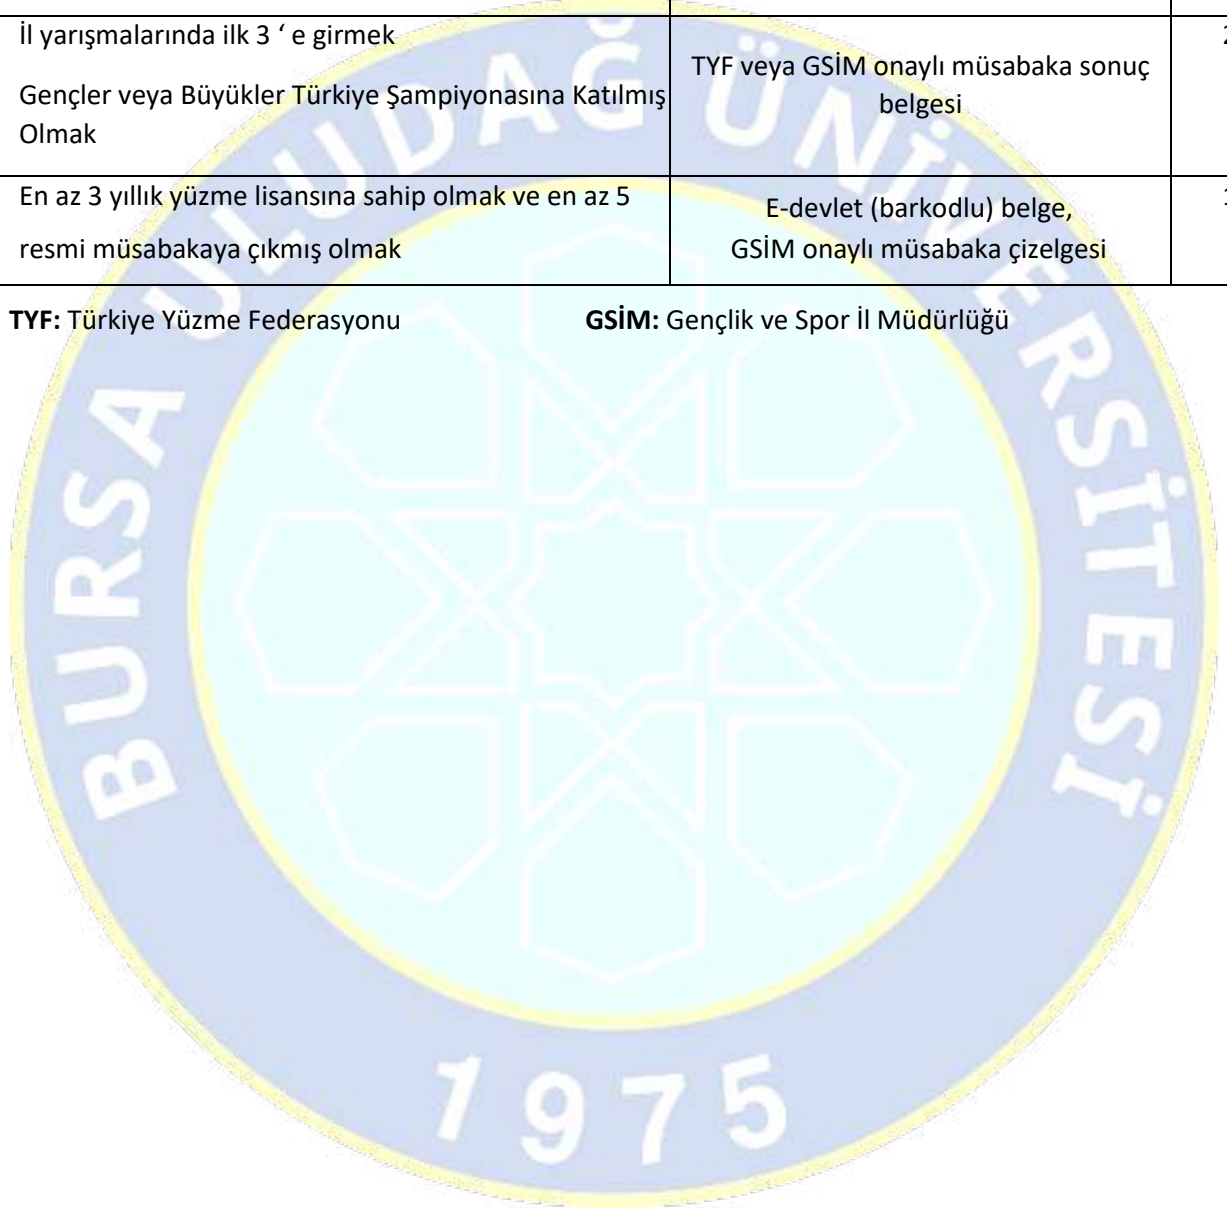 İl yarışmalarında ilk 3 ‘ e girmek
Gençler veya Büyükler Türkiye Şampiyonasına Katılmış
Olmak
TYF veya GSİM onaylı müsabaka sonuç
belgesi
En az 3 yıllık yüzme lisansına sahip olmak ve en az 5
resmi müsabakaya çıkmış olmak
E-devlet (barkodlu) belge,
GSİM onaylı müsabaka çizelgesi
TYF: Türkiye Yüzme Federasyonu
GSİM: Gençlik ve Spor İl Müdürlüğü
BURSA ULUDAĞ ÜNİVERSİTESİ
1975